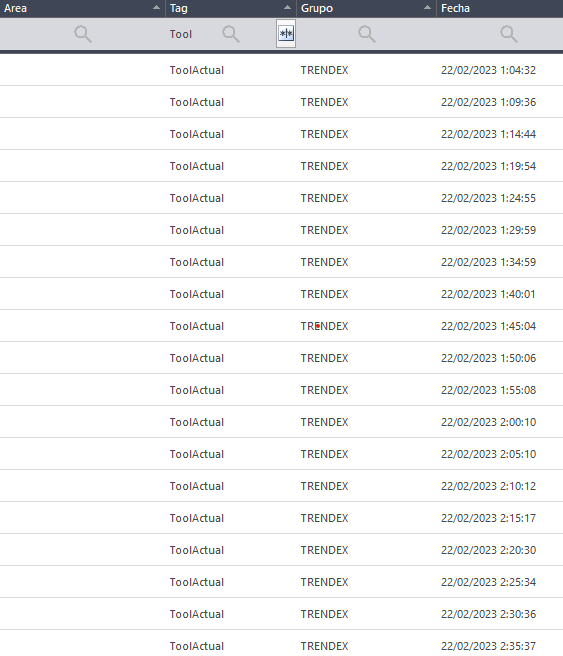 Area Tag Grupo Fecha
Tool
ToolActual TRENDEX 22/02/2023 1:04:32
ToolActual TRENDEX 22/02/2023 1:09:36
ToolActual TRENDEX 22/02/2023 1:14:44
ToolActual TRENDEX 22/02/2023 1:19:54
ToolActual TRENDEX 22/02/2023 1:24:55
ToolActual TRENDEX 22/02/2023 1:29:59
ToolActual TRENDEX 22/02/2023 1:34:59
ToolActual TRENDEX 22/02/2023 1:40:01
ToolActual TRENDEX 22/02/2023 1:45:04
ToolActual TRENDEX 22/02/2023 1:50:06
ToolActual TRENDEX 22/02/2023 1:55:08
ToolActual TRENDEX 22/02/2023 2:00:10
ToolActual TRENDEX 22/02/2023 2:05:10
ToolActual TRENDEX 22/02/2023 2:10:12
ToolActual TRENDEX 22/02/2023 2:15:17
ToolActual TRENDEX 22/02/2023 2:20:30
ToolActual TRENDEX 22/02/2023 2:25:34
ToolActual TRENDEX 22/02/2023 2:30:36
ToolActual TRENDEX 22/02/2023 2:35:37